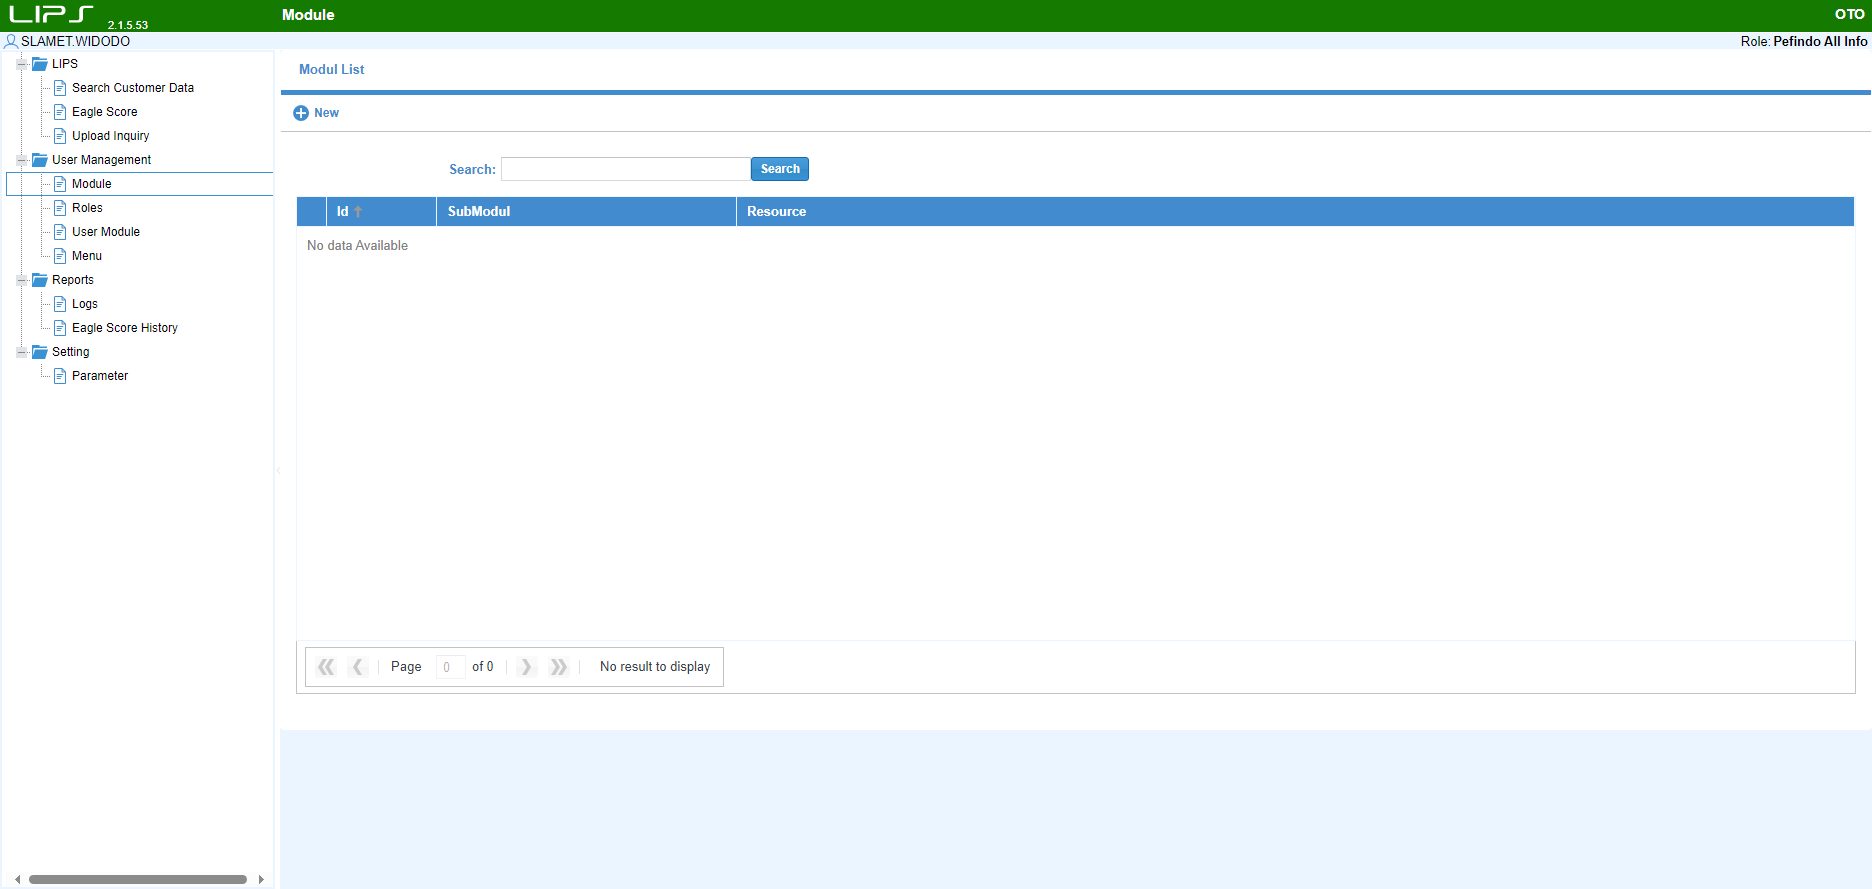 LIPS 2.1.5.53
Module
OTO
SLAMET.WIDODO
Role: Pefindo All Info
LIPS
Search Customer Data
Eagle Score
Upload Inquiry
User Management
Module
Roles
User Module
Menu
Reports
Logs
Eagle Score History
Setting
Parameter
Modul List
New
Search:
Search
Id SubModul Resource
No data Available
Page 0 of 0 No result to display